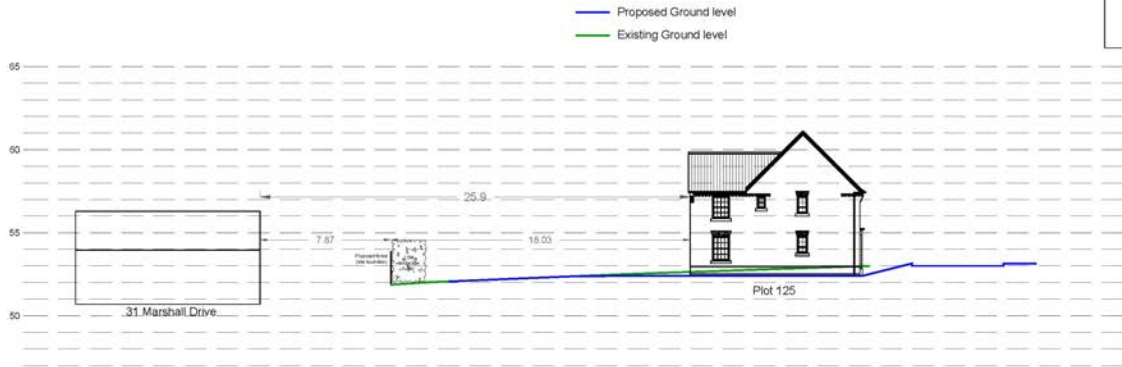 Proposed Ground level
Existing Ground level
65
60
25.9
55
7.87
18.03
Plot 125
31 Marshall Drive
50